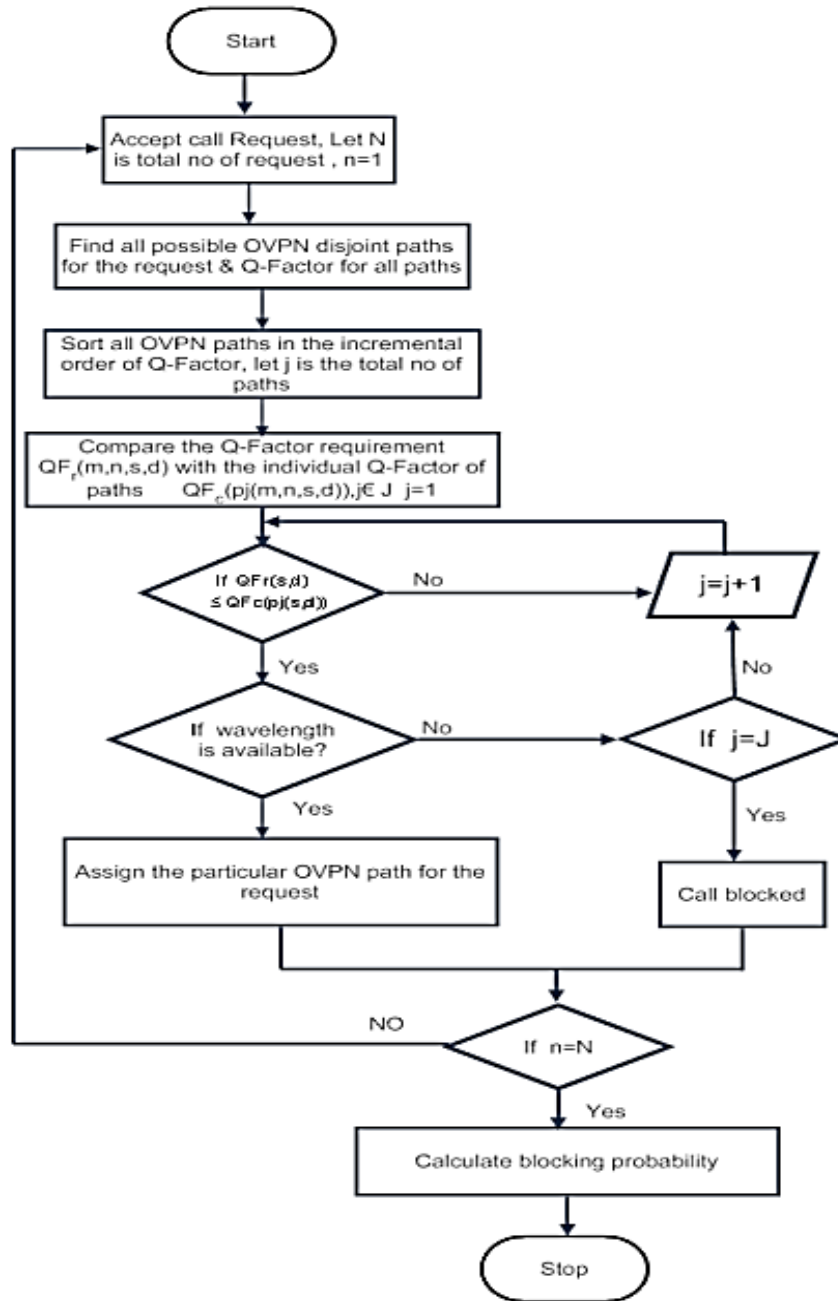 Start
Accept call Request, Let N
is total no of request , n=1
Find all possible OVPN disjoint paths
for the request & Q-Factor for all paths
Sort all OVPN paths in the incremental
order of Q-Factor, let j is the total no of
paths
Compare the Q-Factor requirement
QFr(m,n,s,d) with the individual Q-Factor of
paths QFc(pj(m,n,s,d)),j€ J j=1
If QFr(s,d)
≤ QFc(pj(s,d))
No
j=j+1
Yes
No
If wavelength
is available?
No
If j=J
Yes
Yes
Assign the particular OVPN path for the
request
Call blocked
NO
If n=N
Yes
Calculate blocking probability
Stop